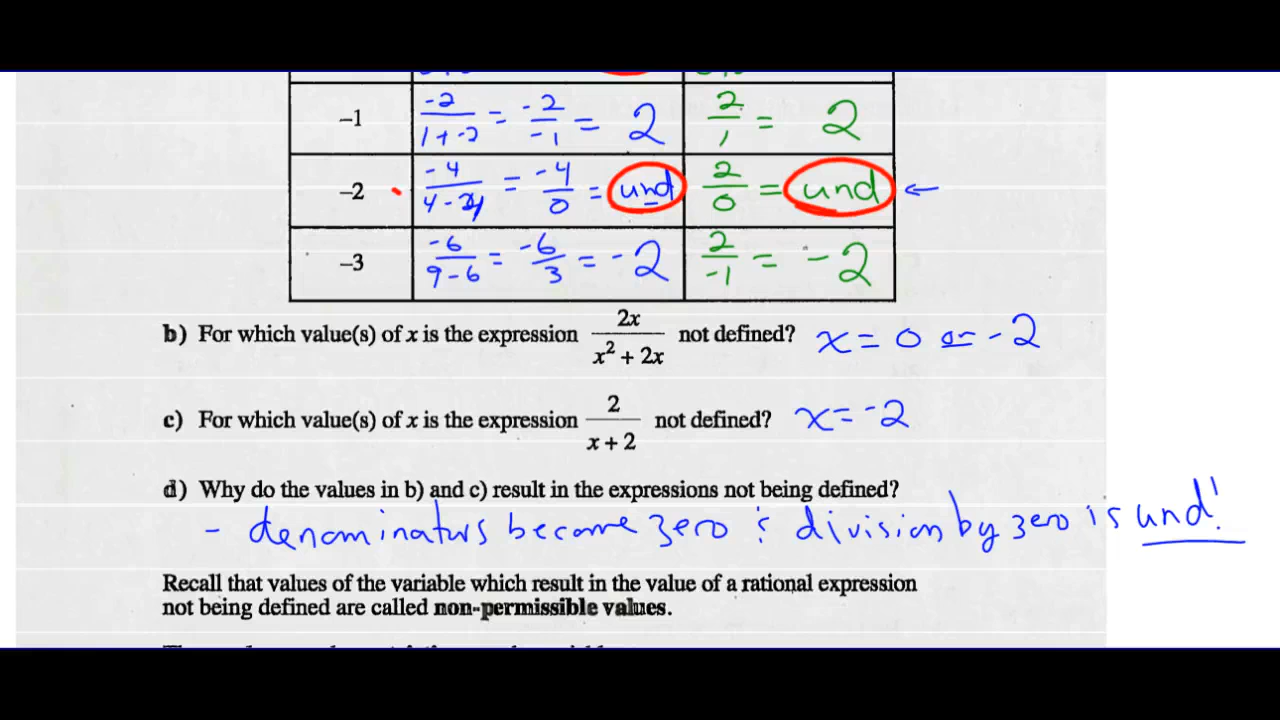 –1 -2/1+-2 = -2/-1 = 2 2/1 = 2
–2 -4/4-4 = -4/0 = und 2/0 = und ←
–3 -6/9-6 = -6/3 = -2 2/-1 = -2
b) For which value(s) of x is the expression 2x/x² + 2x not defined? x = 0 or -2
c) For which value(s) of x is the expression 2/x + 2 not defined? x = -2
d) Why do the values in b) and c) result in the expressions not being defined?
- denominators become zero & division by zero is und!
Recall that values of the variable which result in the value of a rational expression
not being defined are called non-permissible values.